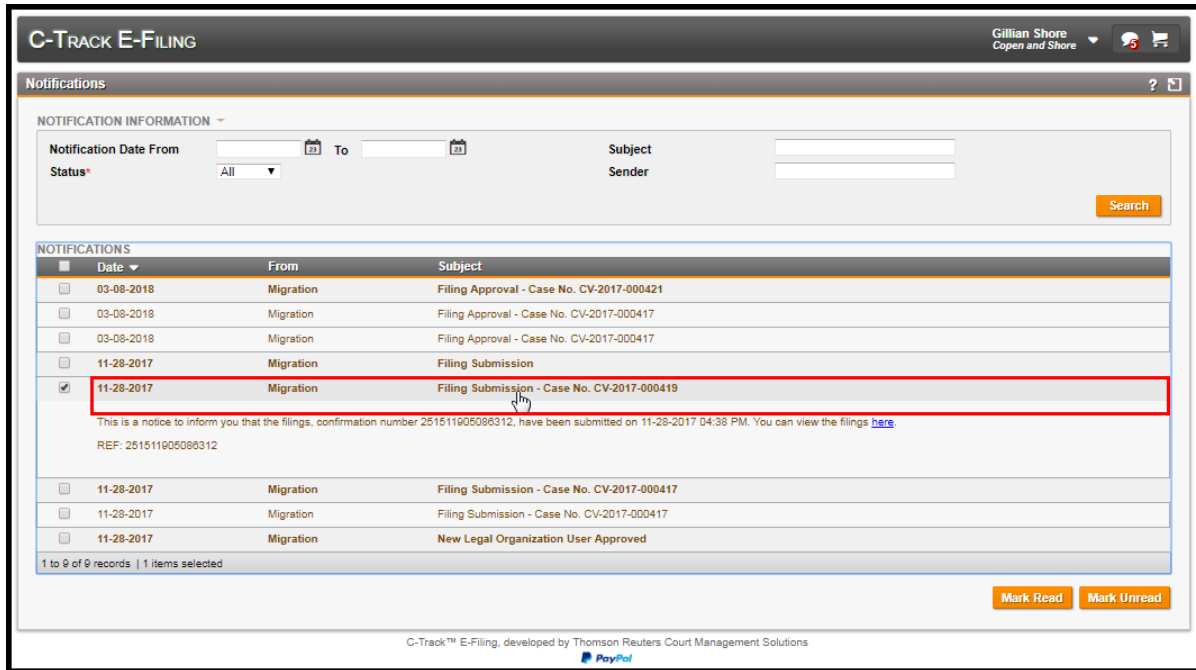 C-TRACK E-FILING
Gillian Shore
Copen and Shore
5
Notifications
?
NOTIFICATION INFORMATION
Notification Date From 23 To 23 Subject
Status* All Sender
Search
NOTIFICATIONS
Date From Subject
03-08-2018 Migration Filing Approval - Case No. CV-2017-000421
03-08-2018 Migration Filing Approval - Case No. CV-2017-000417
03-08-2018 Migration Filing Approval - Case No. CV-2017-000417
11-28-2017 Migration Filing Submission
11-28-2017 Migration Filing Submission - Case No. CV-2017-000419
This is a notice to inform you that the filings, confirmation number 251511905086312, have been submitted on 11-28-2017 04:38 PM. You can view the filings here.
REF: 251511905086312
11-28-2017 Migration Filing Submission - Case No. CV-2017-000417
11-28-2017 Migration Filing Submission - Case No. CV-2017-000417
11-28-2017 Migration New Legal Organization User Approved
1 to 9 of 9 records | 1 items selected
Mark Read Mark Unread
C-Track™ E-Filing, developed by Thomson Reuters Court Management Solutions
PayPal